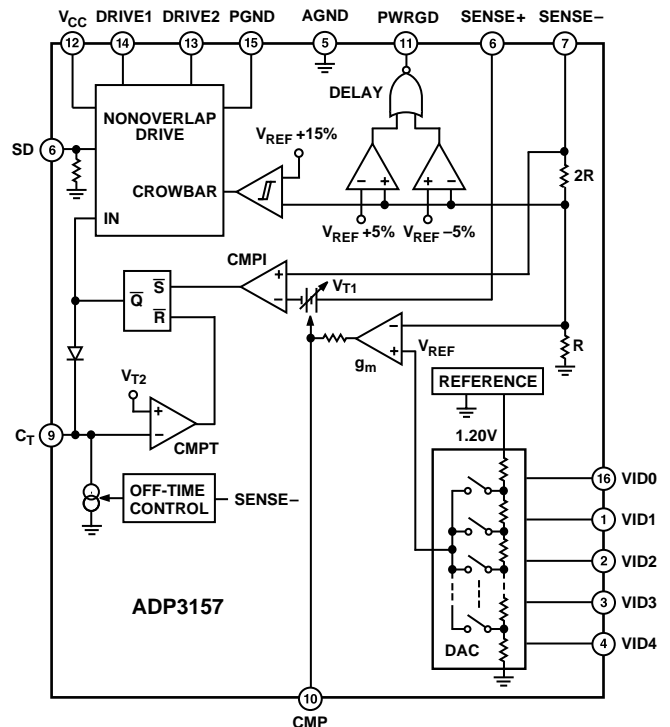 VCC DRIVE1 DRIVE2 PGND AGND PWRGD SENSE+ SENSE–
12 14 13 15 5 11 6 7
DELAY
NONOVERLAP
DRIVE
VREF +15%
SD 6
CROWBAR
2R
– + + –
IN
VREF +5% VREF –5%
CMPI
+
–
VT1
Q S
R
–
+
VREF
R
gm
VT2
REFERENCE
+
–
CT 9
CMPT
1.20V
OFF-TIME
CONTROL
SENSE–
16 VID0
1 VID1
2 VID2
3 VID3
4 VID4
ADP3157
DAC
10
CMP